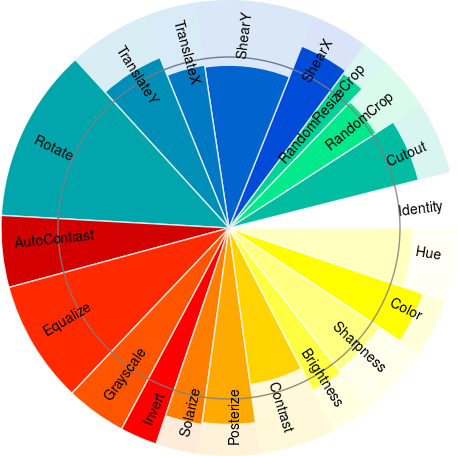 ShearY
ShearX
RandomResizeCrop
RandomCrop
Cutout
Identity
Hue
Color
Sharpness
Brightness
Contrast
Posterize
Solarize
Invert
Grayscale
Equalize
AutoContrast
Rotate
TranslateY
TranslateX